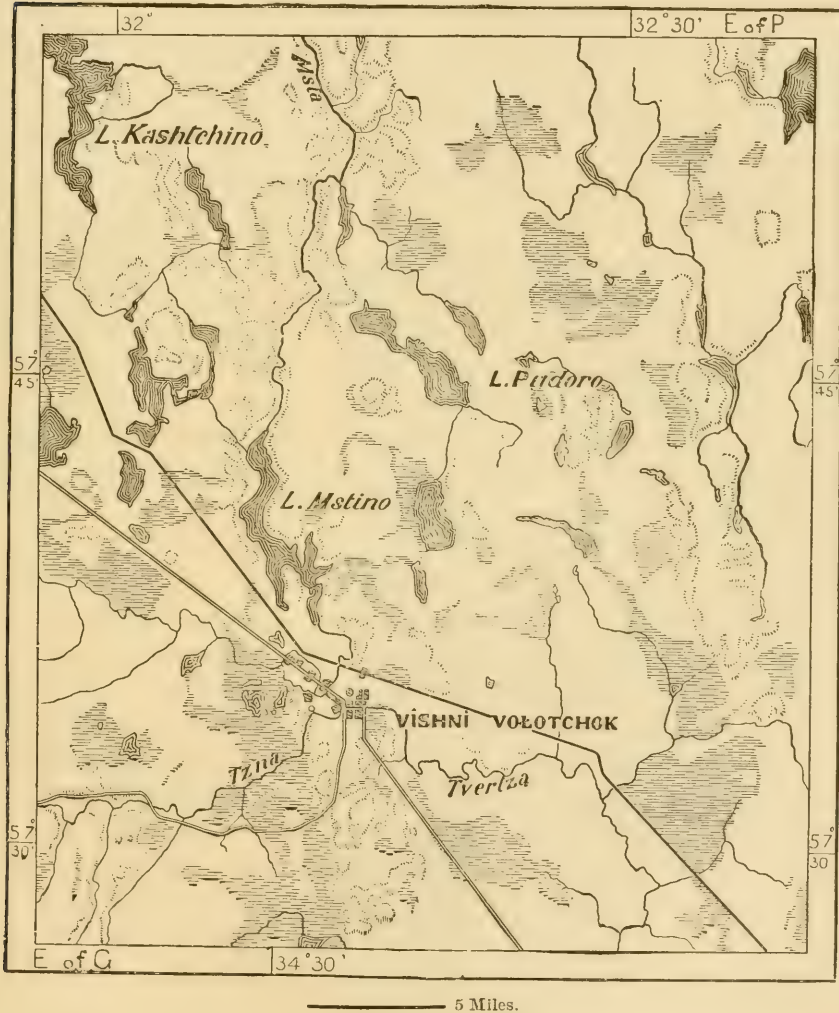 32°
32°30' E of P
Msta
L. Kashtchino
57°
45'
57°
45'
L. Pudoro
L. Mstino
VISHNI VOLOTCHOK
Tzna
Tvertza
57°
30'
57°
30
E of G
34°30'
5 Miles.